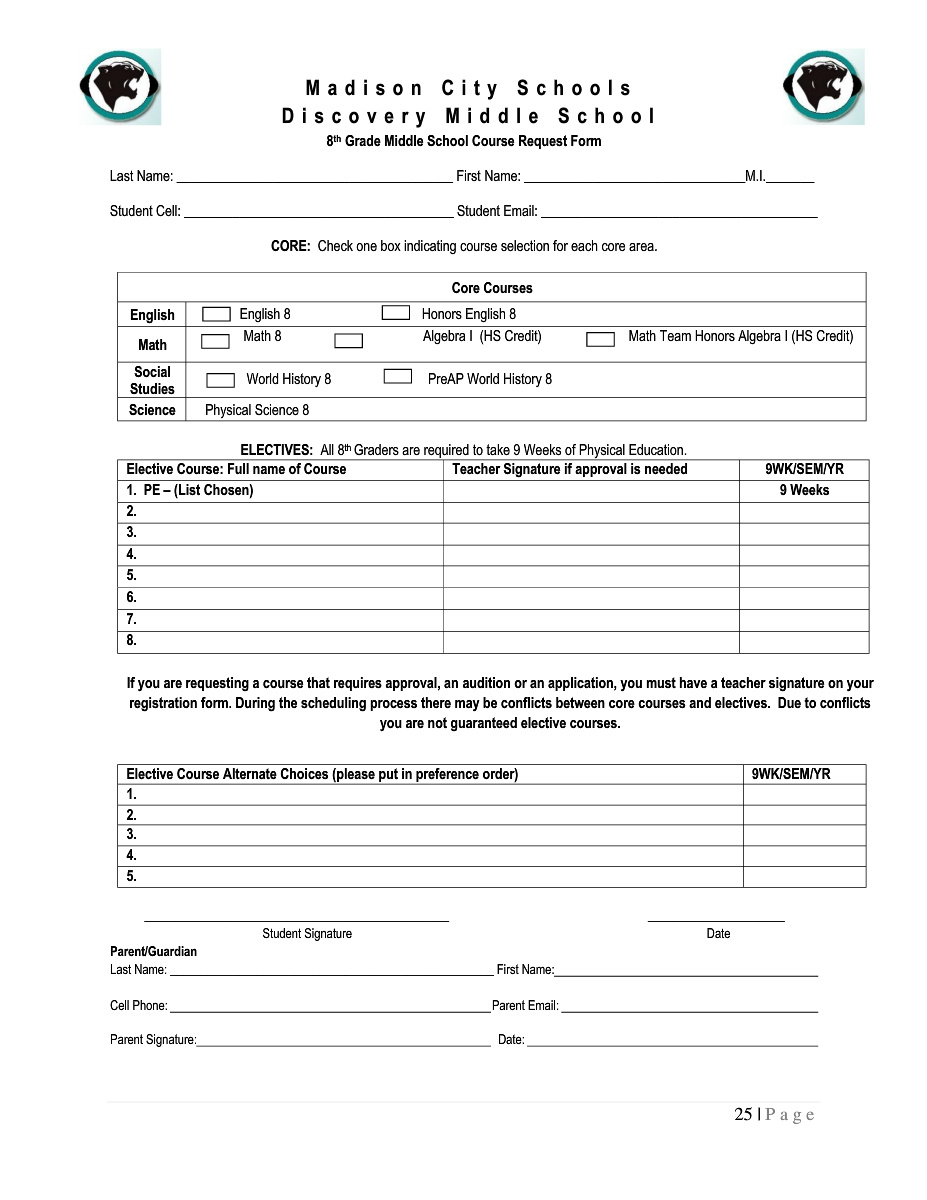 Madison City Schools
Discovery Middle School
8th Grade Middle School Course Request Form
Last Name: ______________________ First Name: ______________________ M.I.______
Student Cell: ______________________ Student Email: ______________________
CORE: Check one box indicating course selection for each core area.
Core Courses
English English 8 Honors English 8
Math Math 8 Algebra I (HS Credit) Math Team Honors Algebra I (HS Credit)
Social Studies World History 8 PreAP World History 8
Science Physical Science 8
ELECTIVES: All 8th Graders are required to take 9 Weeks of Physical Education.
Elective Course: Full name of Course Teacher Signature if approval is needed 9WK/SEM/YR
1. PE – (List Chosen) 9 Weeks
2.
3.
4.
5.
6.
7.
8.
If you are requesting a course that requires approval, an audition or an application, you must have a teacher signature on your
registration form. During the scheduling process there may be conflicts between core courses and electives. Due to conflicts
you are not guaranteed elective courses.
Elective Course Alternate Choices (please put in preference order) 9WK/SEM/YR
1.
2.
3.
4.
5.
Student Signature Date
Parent/Guardian
Last Name: ______________________ First Name: ______________________
Cell Phone: ______________________ Parent Email: ______________________
Parent Signature: ______________________ Date: ______________________
25 | Page